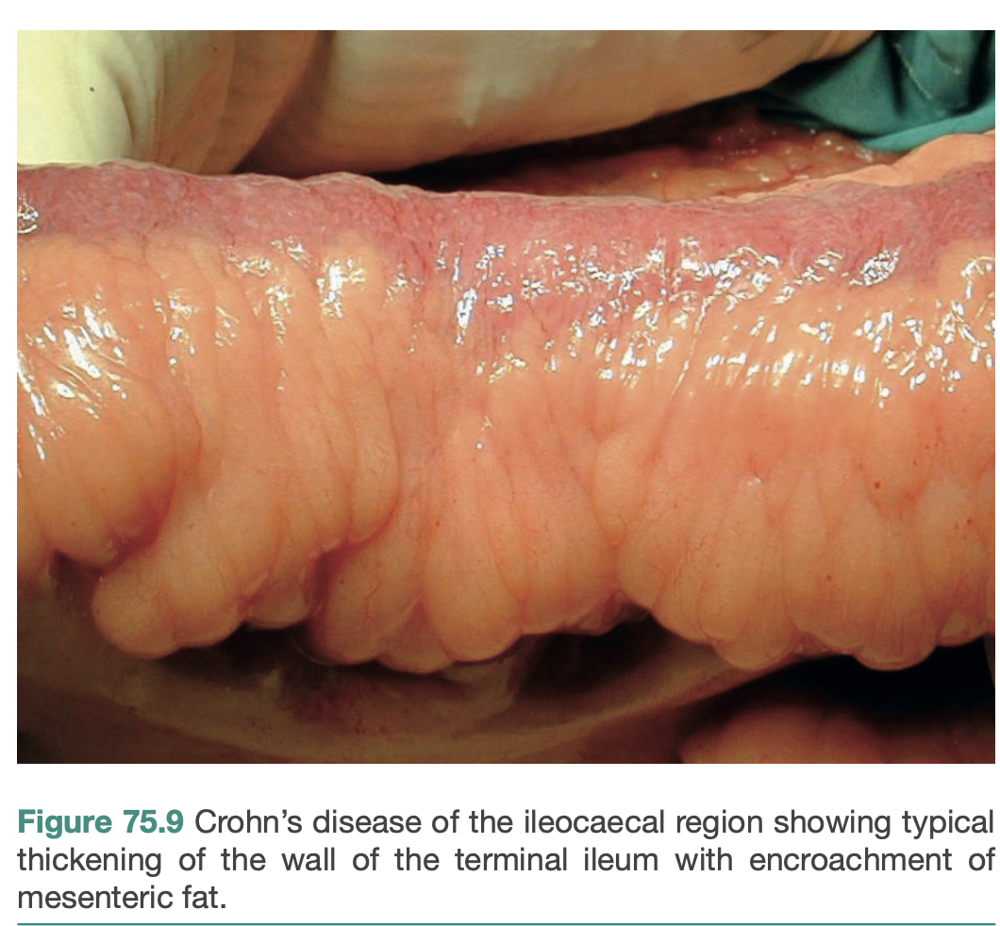 Figure 75.9 Crohn’s disease of the ileocaecal region showing typical
thickening of the wall of the terminal ileum with encroachment of
mesenteric fat.